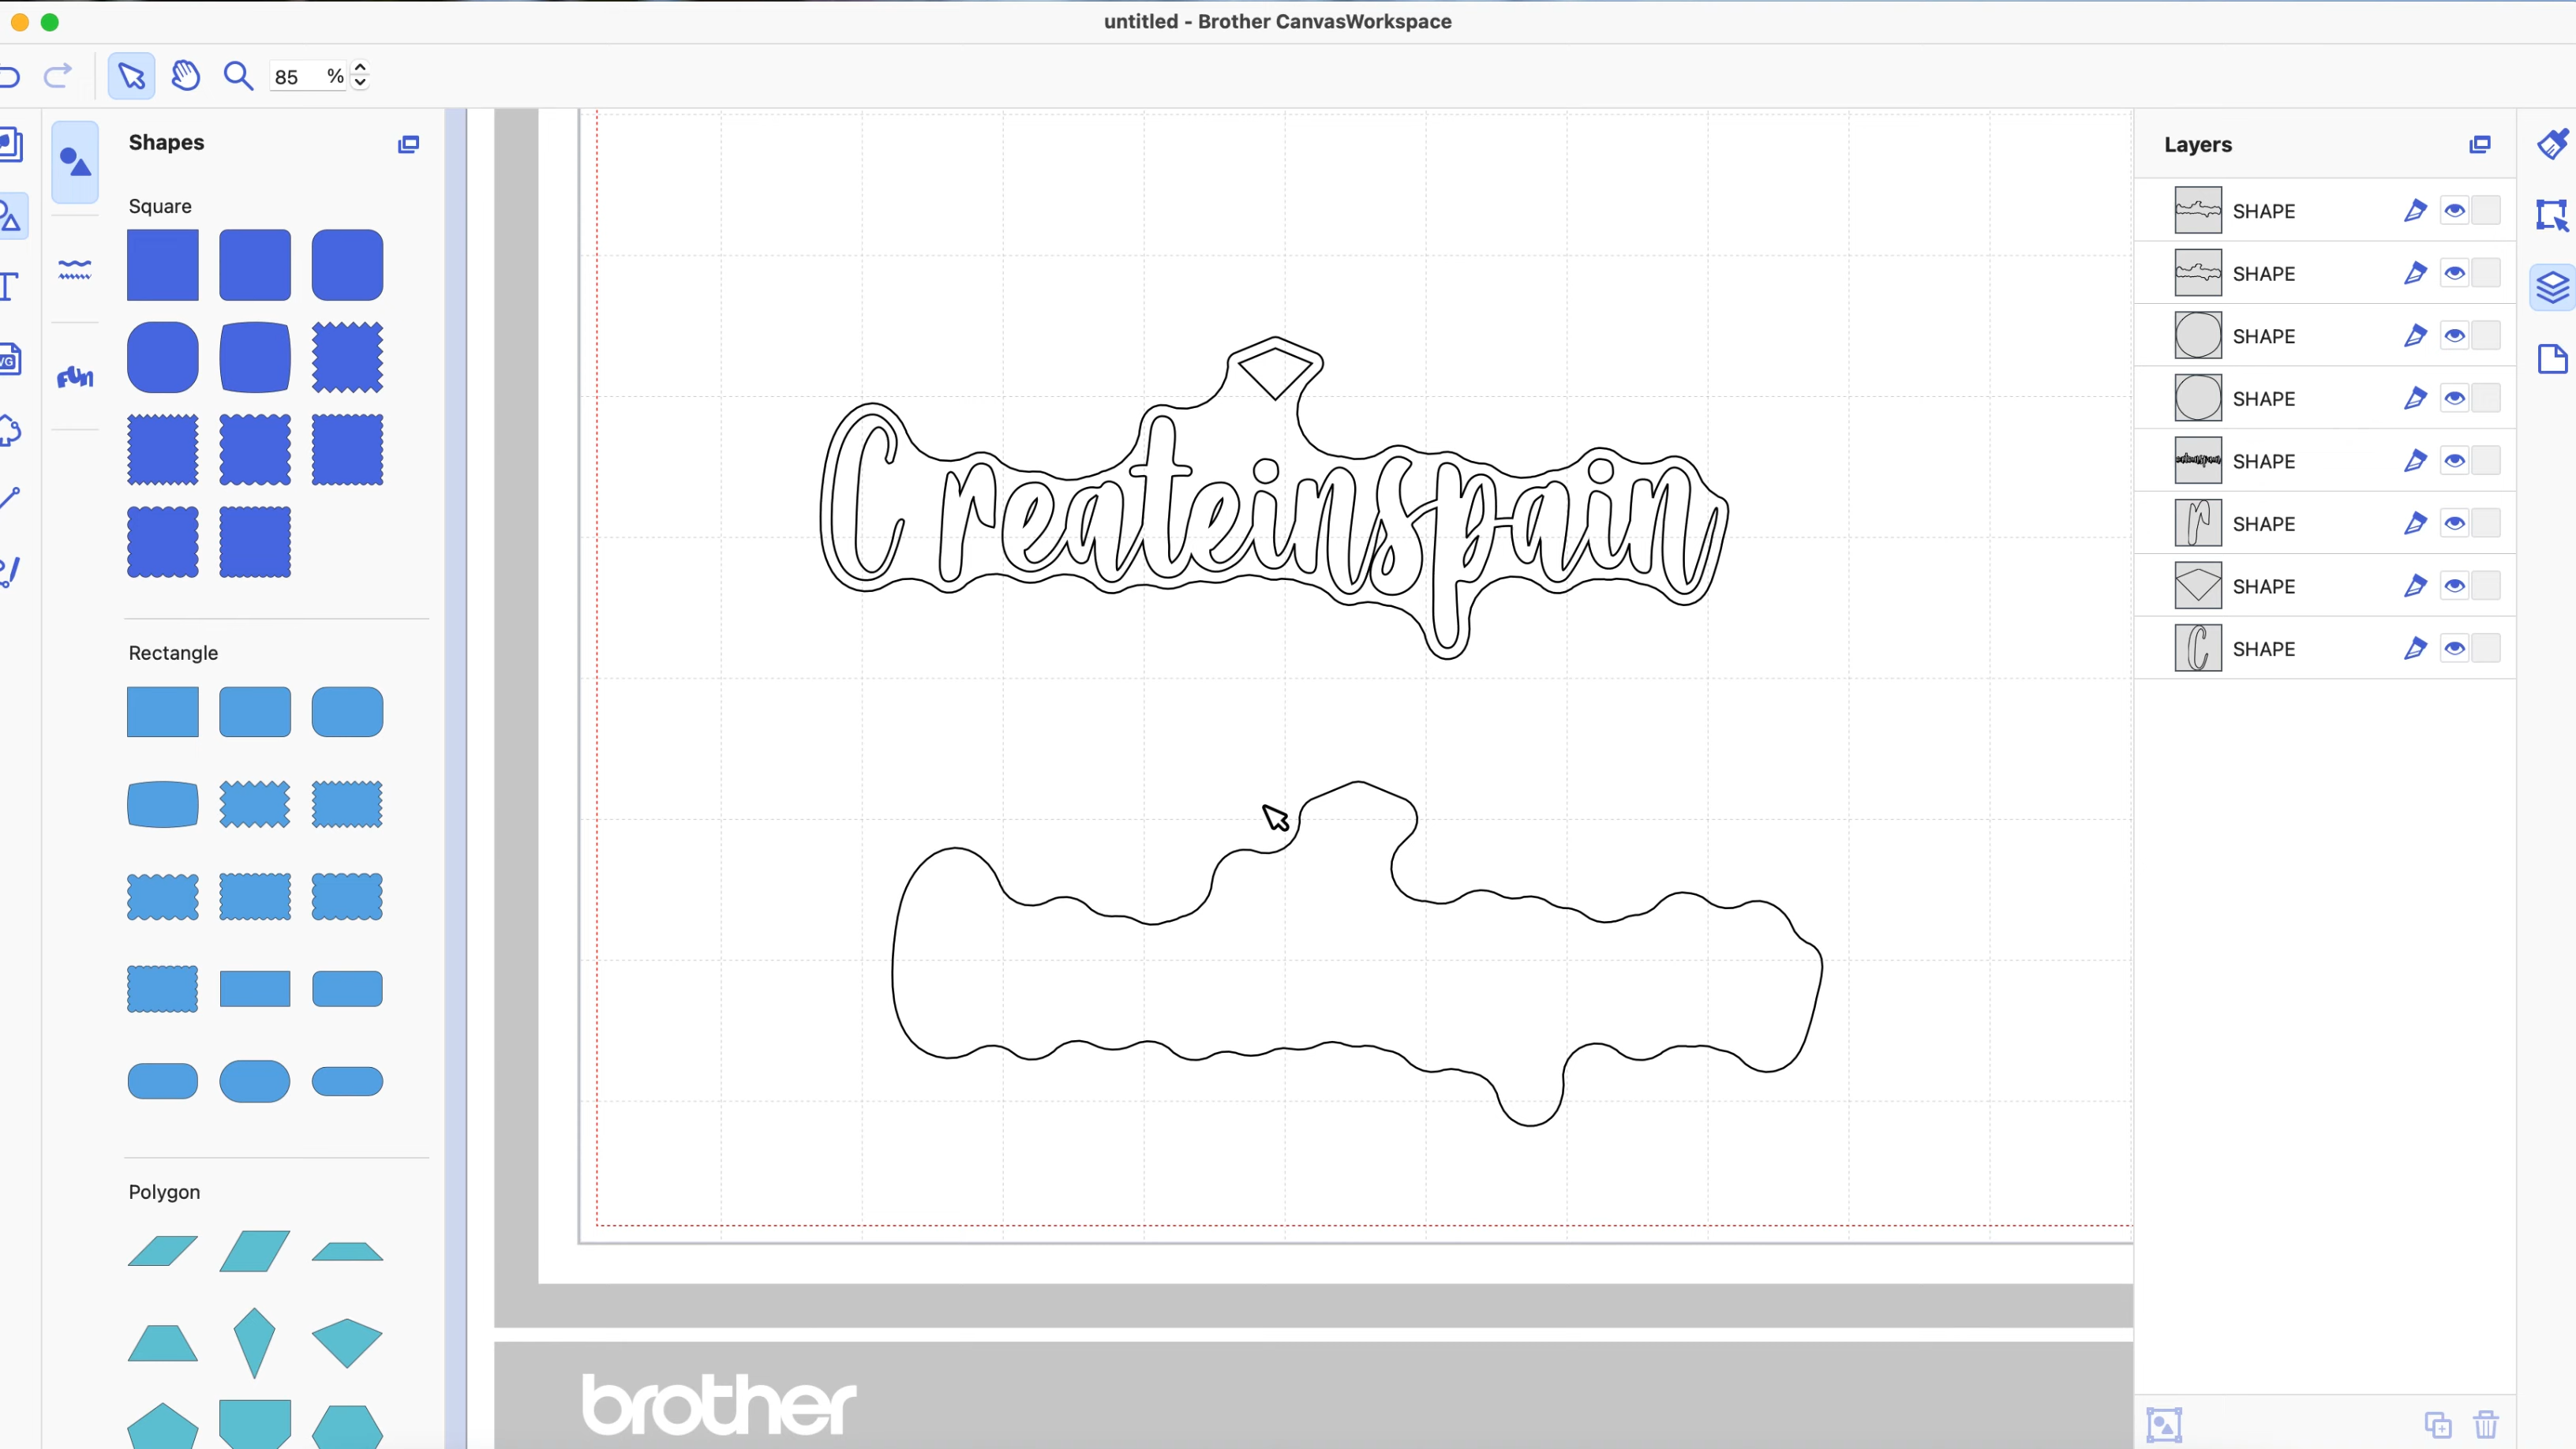 untitled - Brother CanvasWorkspace
85 %
Shapes
Square
Rectangle
Polygon
Fun
Createinspain
brother
Layers
SHAPE
SHAPE
SHAPE
SHAPE
SHAPE
SHAPE
SHAPE
SHAPE